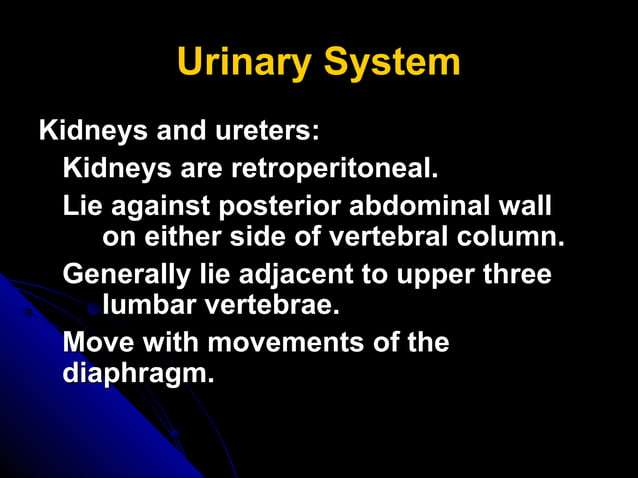 Urinary System
Kidneys and ureters:
Kidneys are retroperitoneal.
Lie against posterior abdominal wall
on either side of vertebral column.
Generally lie adjacent to upper three
lumbar vertebrae.
Move with movements of the
diaphragm.